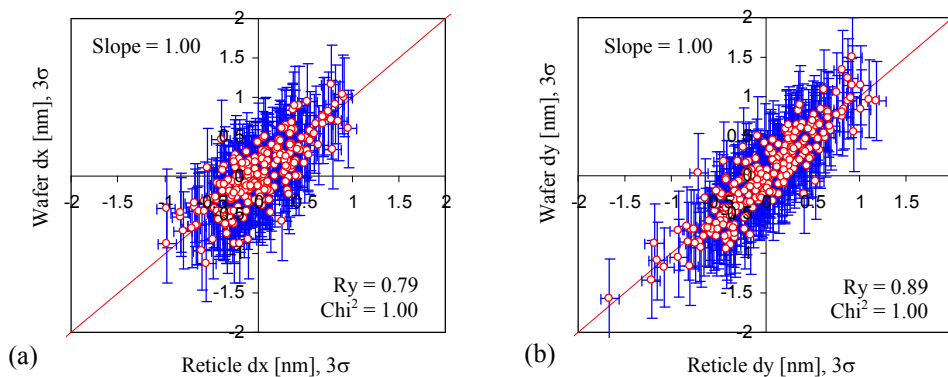 2
Slope = 1.00
1.5
1
0.5
0
-2 -1.5 -1 0.5 1 1.5 2
-0.5
-1
-1.5
-2
Ry = 0.79
Chi² = 1.00
Wafer dx [nm], 3σ
(a)
Reticle dx [nm], 3σ
2
Slope = 1.00
1.5
1
0.5
0
-2 -1.5 -1 0.5 1 1.5
-0.5
-1
-1.5
-2
Ry = 0.89
Chi² = 1.00
Wafer dy [nm], 3σ
(b)
Reticle dy [nm], 3σ